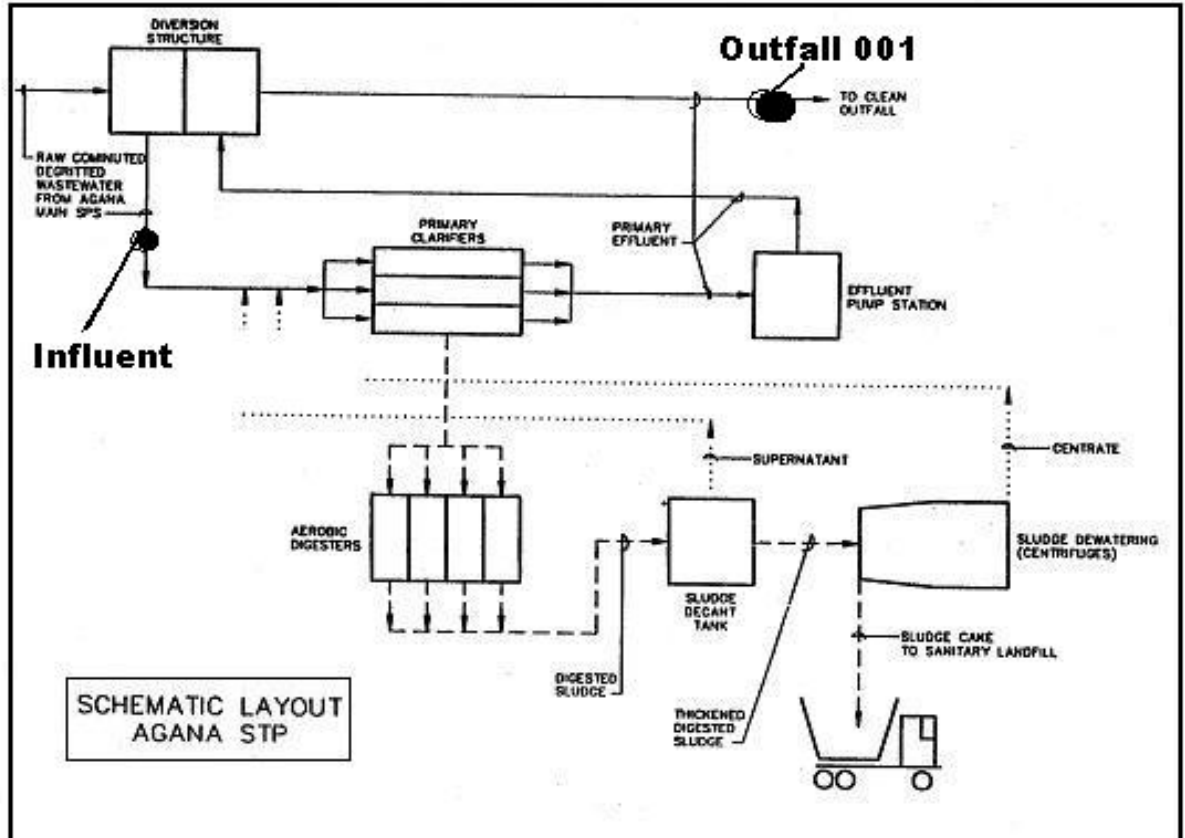 DIVERSION
STRUCTURE
Outfall 001
TO CLEAN
OUTFALL
RAW COMINUTED
DEGRITTED
WASTEWATER
FROM AGANA
MAIN SPS
PRIMARY
CLARIFIERS
PRIMARY
EFFLUENT
EFFLUENT
PUMP STATION
Influent
SUPERNATANT
CENTRATE
AEROBIC
DIGESTERS
SLUDGE DEWATERING
(CENTRIFUGES)
SLUDGE
DECANT
TANK
SLUDGE CAKE
TO SANITARY LANDFILL
DIGESTED
SLUDGE
THICKENED
DIGESTED
SLUDGE
SCHEMATIC LAYOUT
AGANA STP